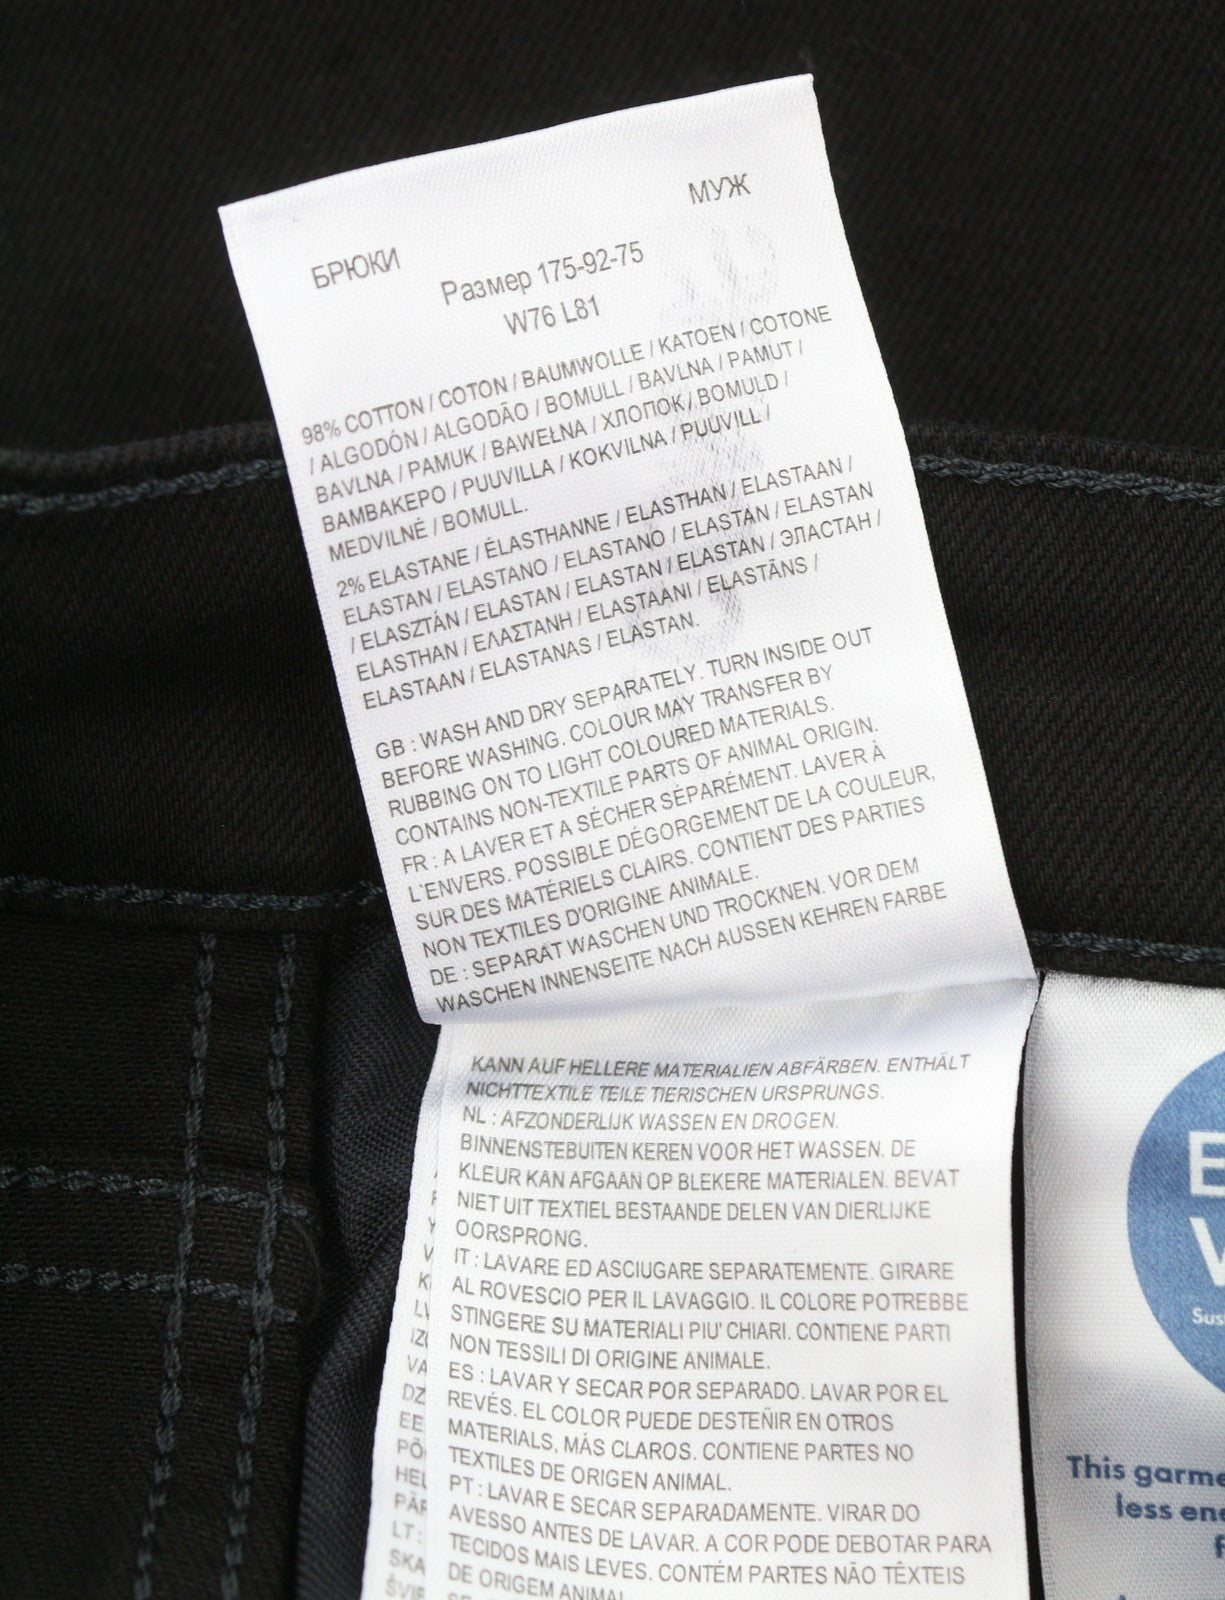 МУЖ
БРЮКИ
Размер 175-92-75
W76 L81
98% COTTON / COTON / BAUMWOLLE / KATOEN / COTONE
/ ALGODÓN / ALGODÃO / BOMULL / BAVLNA / PAMUT /
BAVLNA / PAMUK / BAWEŁNA / ХЛОПОК / BOMULD /
ΒΑΜΒΑΚΕΡΟ / PUUVILLA / KOKVILNA / PUUVILL /
MEDVILNĖ / BOMULL.
2% ELASTANE / ÉLASTHANNE / ELASTHAN / ELASTAAN /
ELASTAN / ELASTANO / ELASTANO / ELASTAN / ELASTAN
/ ELASZTÁN / ELASTAN / ELASTAN / ELASTAN / ЭЛАСТАН /
ELASTHAN / ΕΛΑΣΤΑΝΗ / ELASTAANI / ELASTĀNS /
ELASTAAN / ELASTANAS / ELASTAN.
GB : WASH AND DRY SEPARATELY. TURN INSIDE OUT
BEFORE WASHING. COLOUR MAY TRANSFER BY
RUBBING ON TO LIGHT COLOURED MATERIALS.
CONTAINS NON-TEXTILE PARTS OF ANIMAL ORIGIN.
FR : A LAVER ET A SÉCHER SÉPARÉMENT. LAVER À
L'ENVERS. POSSIBLE DÉGORGEMENT DE LA COULEUR,
SUR DES MATÉRIELS CLAIRS. CONTIENT DES PARTIES
NON TEXTILES D'ORIGINE ANIMALE.
DE : SEPARAT WASCHEN UND TROCKNEN. VOR DEM
WASCHEN INNENSEITE NACH AUSSEN KEHREN FARBE
KANN AUF HELLERE MATERIALIEN ABFÄRBEN. ENTHÄLT
NICHTTEXTILE TEILE TIERISCHEN URSPRUNGS.
NL : AFZONDERLIJK WASSEN EN DROGEN.
BINNENSTEBUITEN KEREN VOOR HET WASSEN. DE
KLEUR KAN AFGAAN OP BLEKERE MATERIALEN. BEVAT
NIET UIT TEXTIEL BESTAANDE DELEN VAN DIERLIJKE
OORSPRONG.
IT : LAVARE ED ASCIUGARE SEPARATEMENTE. GIRARE
AL ROVESCIO PER IL LAVAGGIO. IL COLORE POTREBBE
STINGERE SU MATERIALI PIU' CHIARI. CONTIENE PARTI
NON TESSILI DI ORIGINE ANIMALE.
ES : LAVAR Y SECAR POR SEPARADO. LAVAR POR EL
REVÉS. EL COLOR PUEDE DESTEÑIR EN OTROS
MATERIALS, MÁS CLAROS. CONTIENE PARTES NO
TEXTILES DE ORIGEN ANIMAL.
PT : LAVAR E SECAR SEPARADAMENTE. VIRAR DO
AVESSO ANTES DE LAVAR. A COR PODE DEBOTAR PARA
TECIDOS MAIS LEVES. CONTÉM PARTES NÃO TÊXTEIS
DE ORIGEM ANIMAL
VA
DZ
EE
PÕ
HEL
PÄR
LT :
SKA
ŠVIE
E
Sus
This garme
less ene